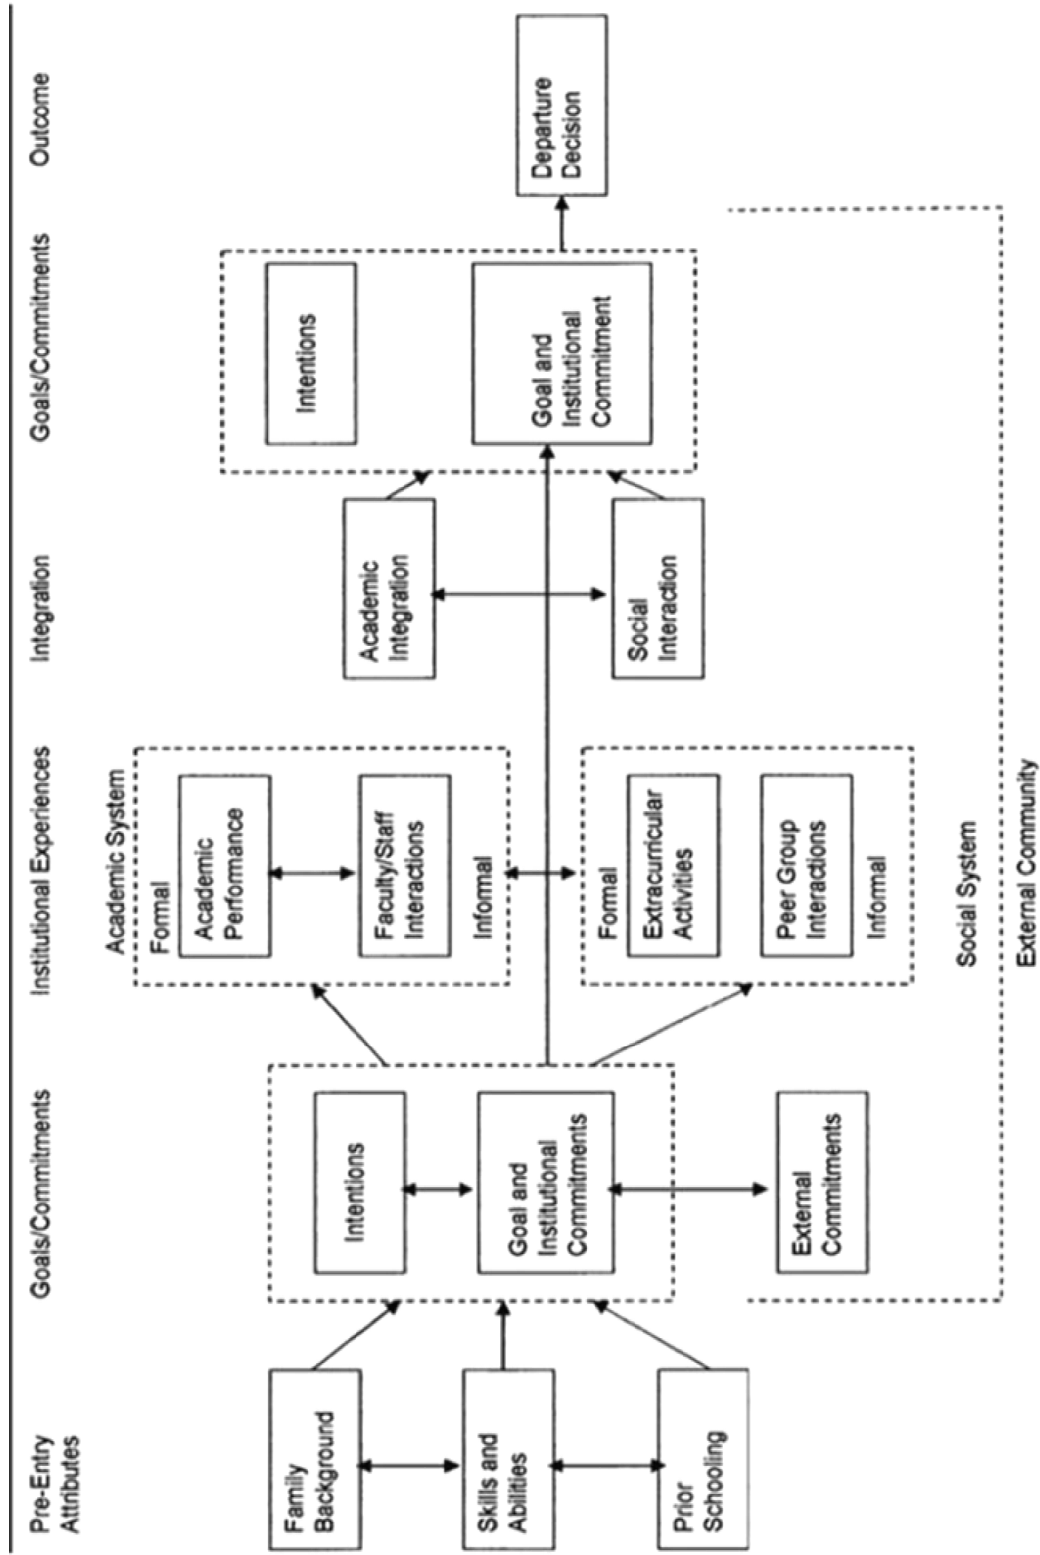 Pre-Entry
Attributes
Goals/Commitments
Institutional Experiences
Integration
Goals/Commitments
Outcome
Family
Background
Skills and
Abilities
Prior
Schooling
Intentions
Goal and
Institutional
Commitments
External
Commitments
Academic System
Formal
Academic
Performance
Faculty/Staff
Interactions
Informal
Formal
Extracurricular
Activities
Peer Group
Interactions
Informal
Social System
Academic
Integration
Social
Interaction
Intentions
Goal and
Institutional
Commitment
Departure
Decision
External Community